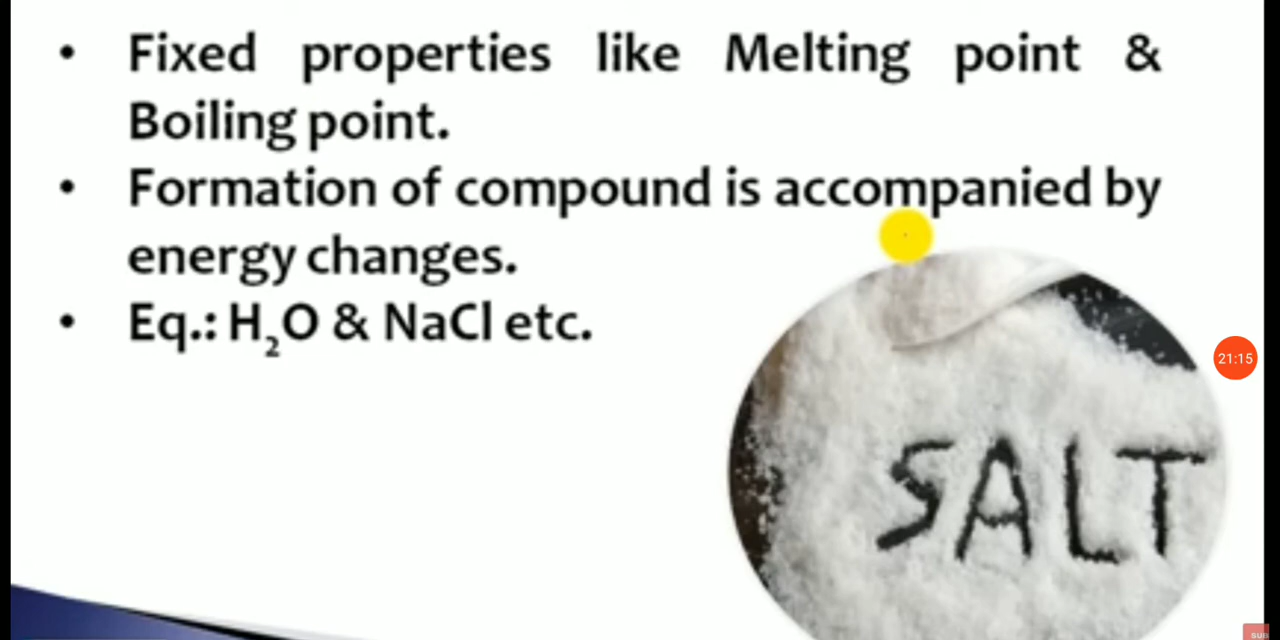 • Fixed properties like Melting point &
Boiling point.
• Formation of compound is accompanied by
energy changes.
• Eq.: H₂O & NaCl etc.
21:15
SALT
SUB